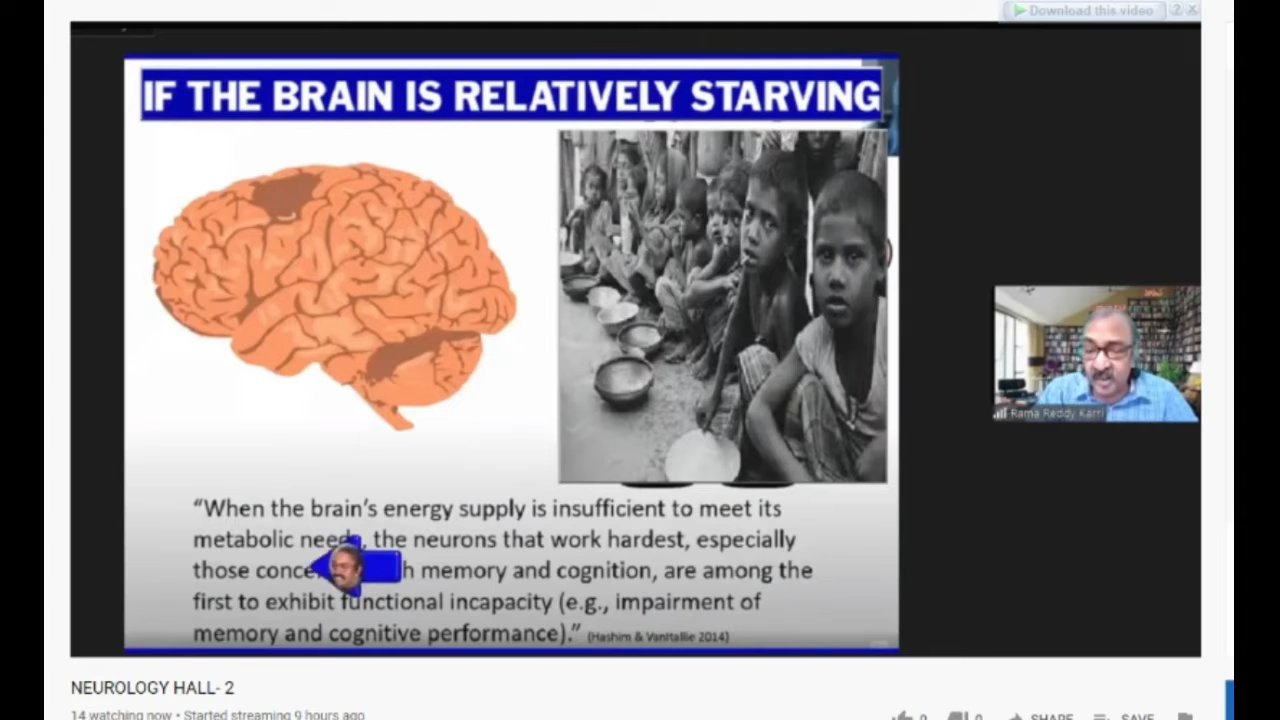 Download this video ? X
IF THE BRAIN IS RELATIVELY STARVING
Rama Reddy Karri
“When the brain’s energy supply is insufficient to meet its
metabolic needs, the neurons that work hardest, especially
those h memory and cognition, are among the
first to exhibit functional incapacity (e.g., impairment of
memory and cognitive performance).” (Hashim & VanItallie 2014)
NEUROLOGY HALL- 2
14 watching now • Started streaming 9 hours ago
0 0 SHARE SAVE